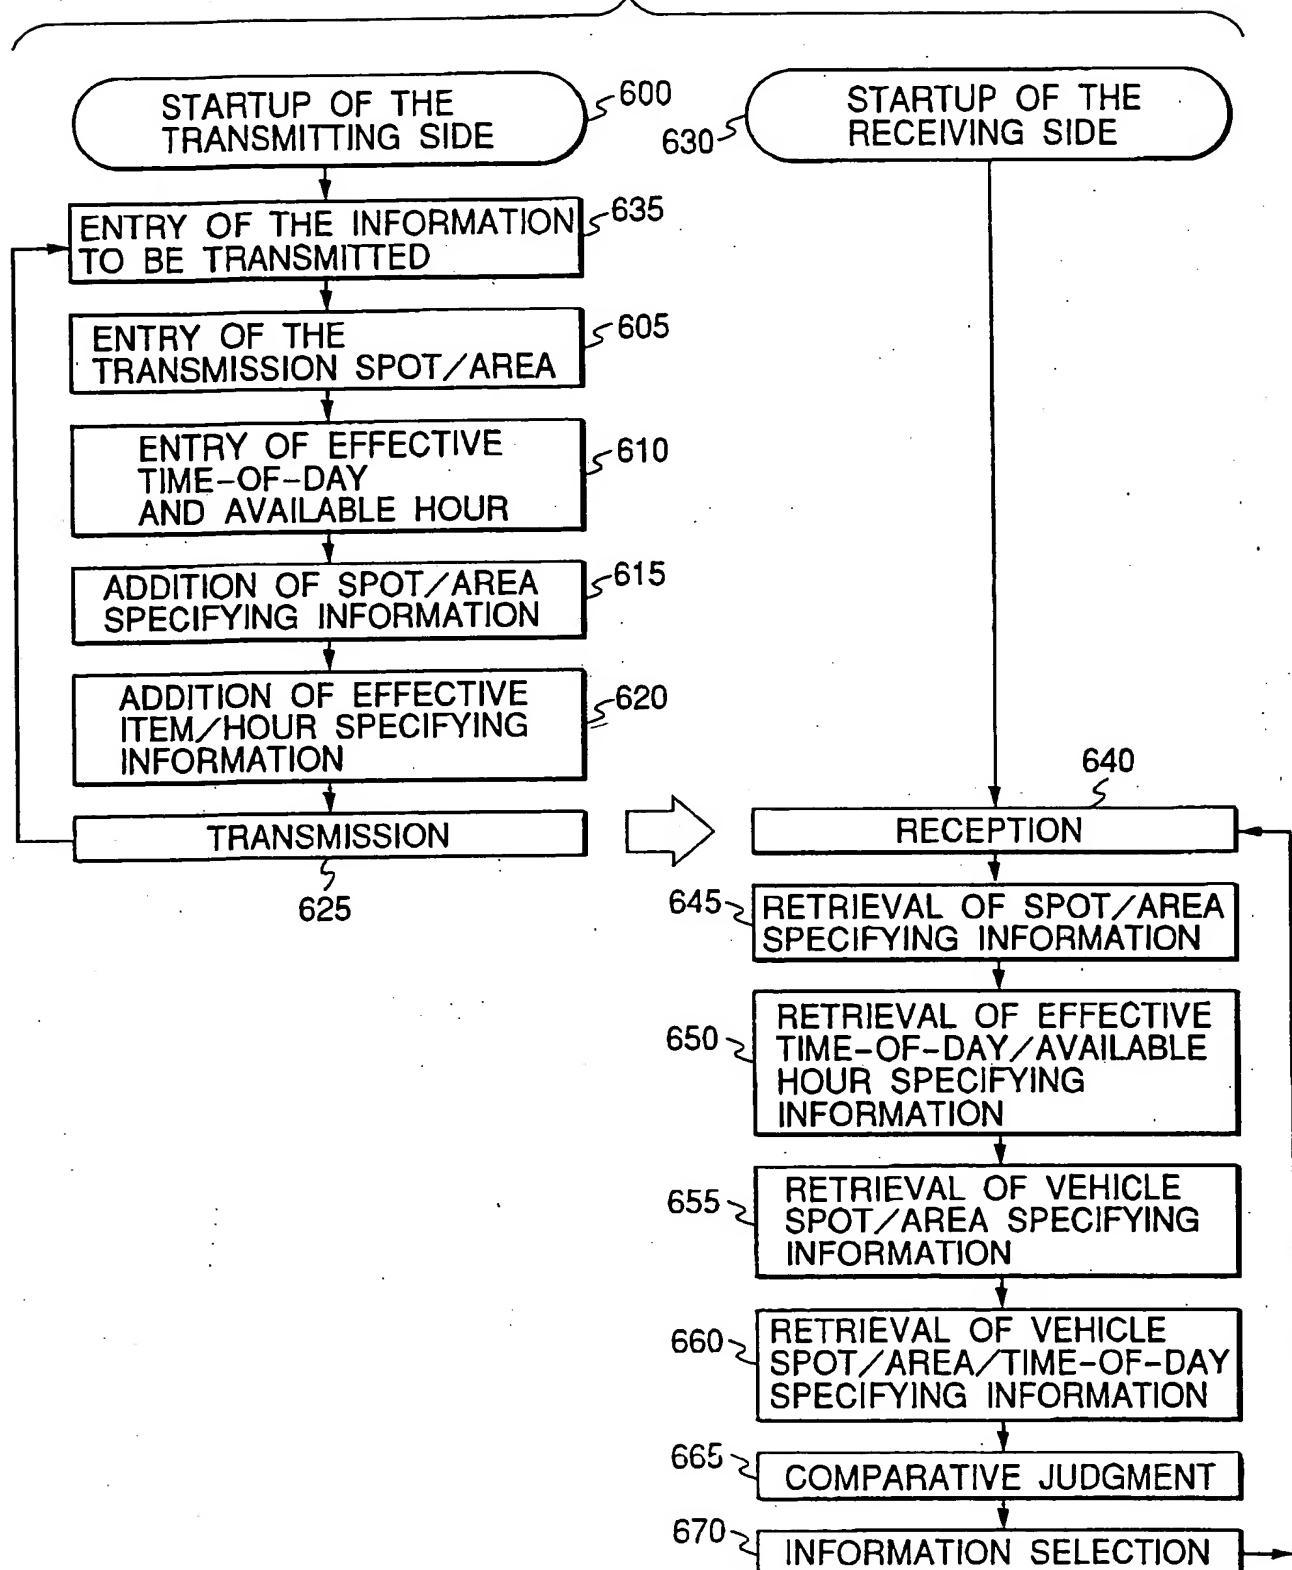 STARTUP OF THE
TRANSMITTING SIDE
600
ENTRY OF THE INFORMATION
TO BE TRANSMITTED
635
ENTRY OF THE
TRANSMISSION SPOT/AREA
605
ENTRY OF EFFECTIVE
TIME-OF-DAY
AND AVAILABLE HOUR
610
ADDITION OF SPOT/AREA
SPECIFYING INFORMATION
615
ADDITION OF EFFECTIVE
ITEM/HOUR SPECIFYING
INFORMATION
620
TRANSMISSION
625
STARTUP OF THE
RECEIVING SIDE
630
640
RECEPTION
645
RETRIEVAL OF SPOT/AREA
SPECIFYING INFORMATION
650
RETRIEVAL OF EFFECTIVE
TIME-OF-DAY/AVAILABLE
HOUR SPECIFYING
INFORMATION
655
RETRIEVAL OF VEHICLE
SPOT/AREA SPECIFYING
INFORMATION
660
RETRIEVAL OF VEHICLE
SPOT/AREA/TIME-OF-DAY
SPECIFYING INFORMATION
665
COMPARATIVE JUDGMENT
670
INFORMATION SELECTION